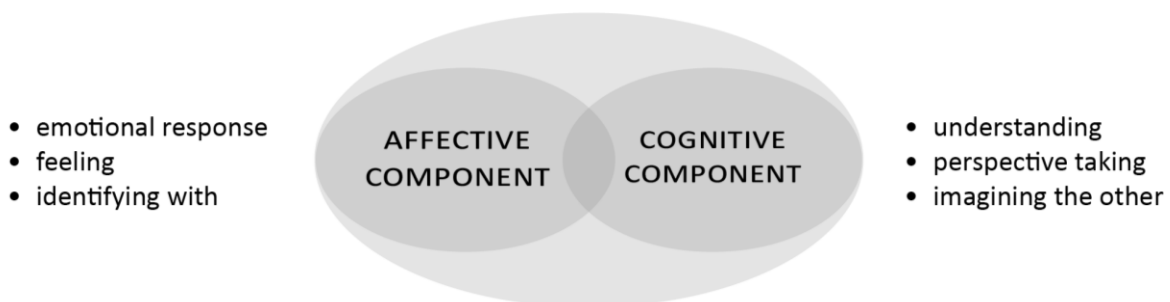 • emotional response
• feeling
• identifying with
AFFECTIVE
COMPONENT
COGNITIVE
COMPONENT
• understanding
• perspective taking
• imagining the other